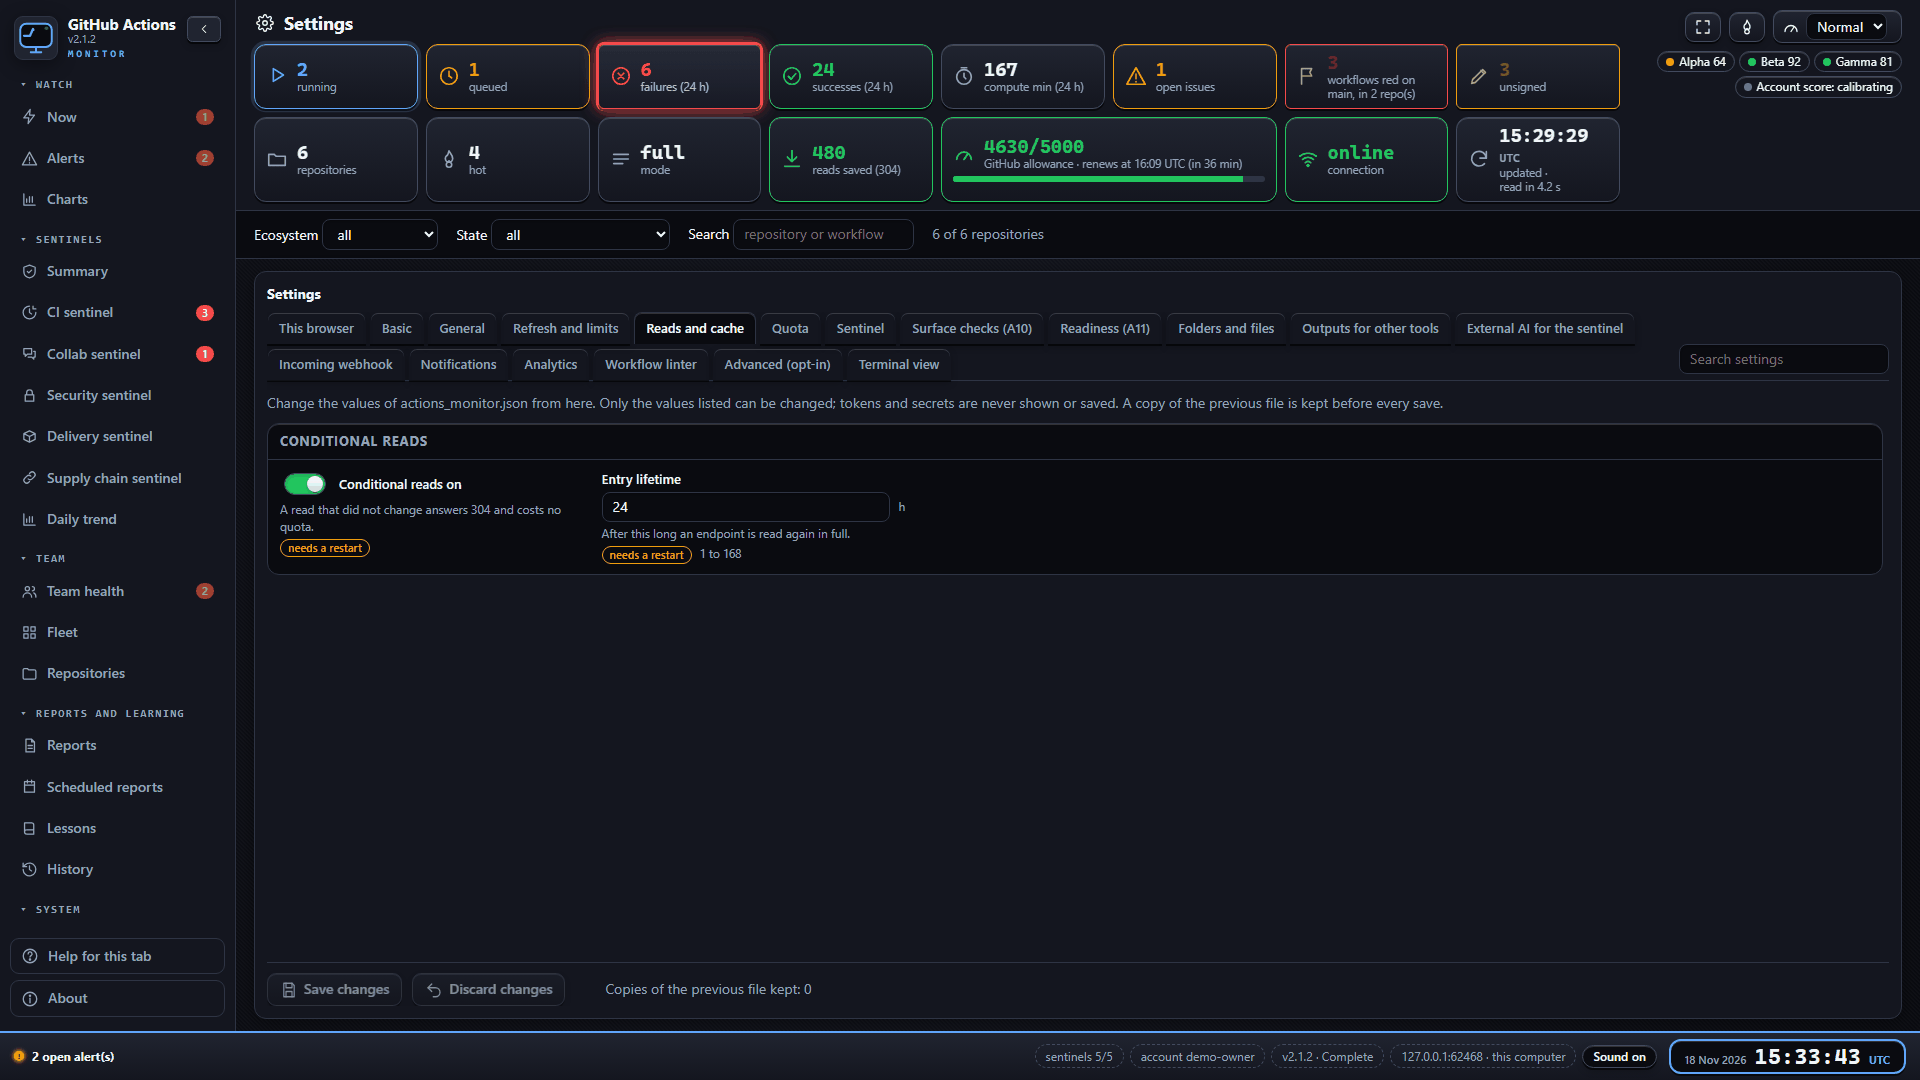 GitHub Actions
v2.1.2
MONITOR
WATCH
Now 1
Alerts 2
Charts
SENTINELS
Summary
CI sentinel 3
Collab sentinel 1
Security sentinel
Delivery sentinel
Supply chain sentinel
Daily trend
TEAM
Team health 2
Fleet
Repositories
REPORTS AND LEARNING
Reports
Scheduled reports
Lessons
History
SYSTEM
Help for this tab
About
Settings
Normal
Alpha 64 Beta 92 Gamma 81
Account score: calibrating
2
running
1
queued
6
failures (24 h)
24
successes (24 h)
167
compute min (24 h)
1
open issues
3
workflows red on
main, in 2 repo(s)
3
unsigned
6
repositories
4
hot
full
mode
480
reads saved (304)
4630/5000
GitHub allowance · renews at 16:09 UTC (in 36 min)
online
connection
15:29:29
UTC
updated ·
read in 4.2 s
Ecosystem all State all Search repository or workflow 6 of 6 repositories
Settings
This browser Basic General Refresh and limits Reads and cache Quota Sentinel Surface checks (A10) Readiness (A11) Folders and files Outputs for other tools External AI for the sentinel
Incoming webhook Notifications Analytics Workflow linter Advanced (opt-in) Terminal view Search settings
Change the values of actions_monitor.json from here. Only the values listed can be changed; tokens and secrets are never shown or saved. A copy of the previous file is kept before every save.
CONDITIONAL READS
Conditional reads on
A read that did not change answers 304 and costs no
quota.
needs a restart
Entry lifetime
24 h
After this long an endpoint is read again in full.
needs a restart 1 to 168
Save changes Discard changes Copies of the previous file kept: 0
2 open alert(s) sentinels 5/5 account demo-owner v2.1.2 · Complete 127.0.0.1:62468 · this computer Sound on 18 Nov 2026 15:33:43 UTC